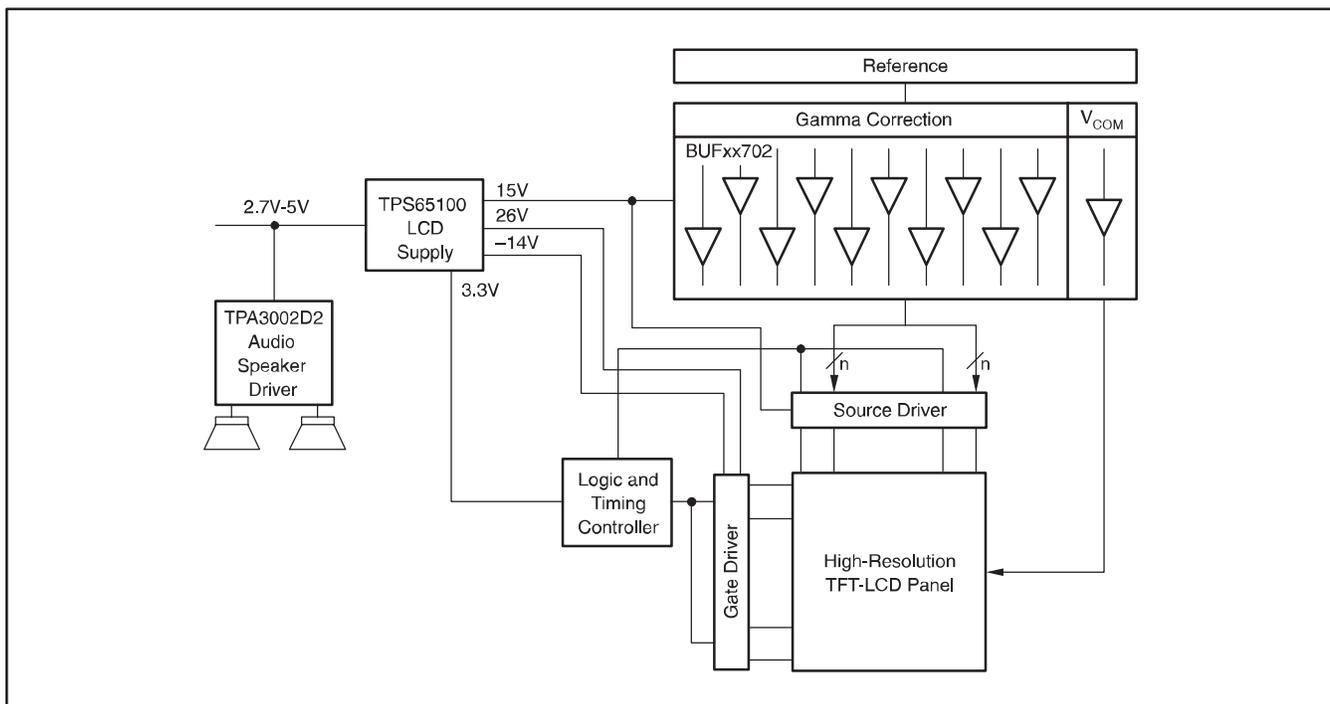 Reference
Gamma Correction
VCOM
BUFxx702
2.7V-5V
TPS65100
LCD
Supply
15V
26V
–14V
3.3V
TPA3002D2
Audio
Speaker
Driver
n
n
Source Driver
Logic and
Timing
Controller
Gate Driver
High-Resolution
TFT-LCD Panel